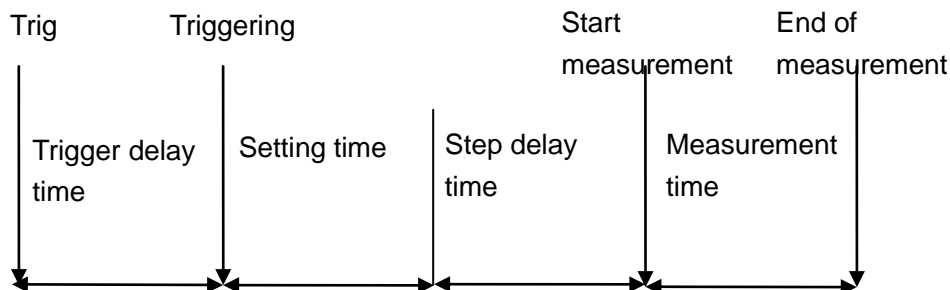 Trig
Triggering
Start
measurement
End of
measurement
Trigger delay
time
Setting time
Step delay
time
Measurement
time